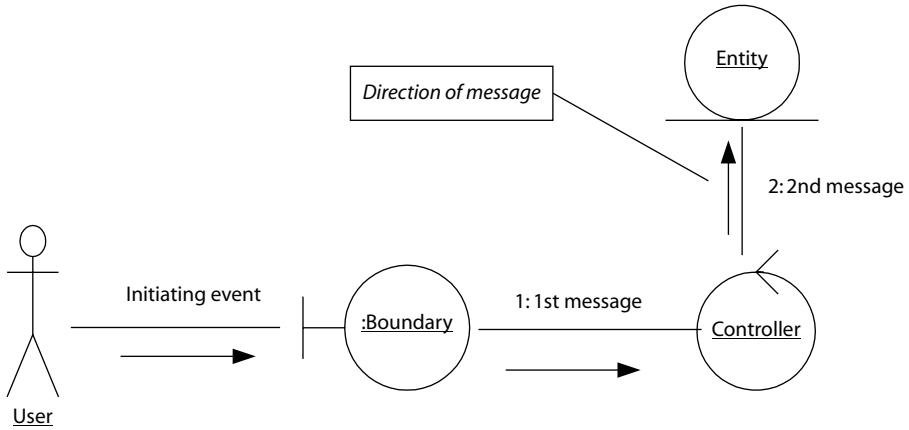 Entity
Direction of message
2: 2nd message
Initiating event
1: 1st message
:Boundary
Controller
User